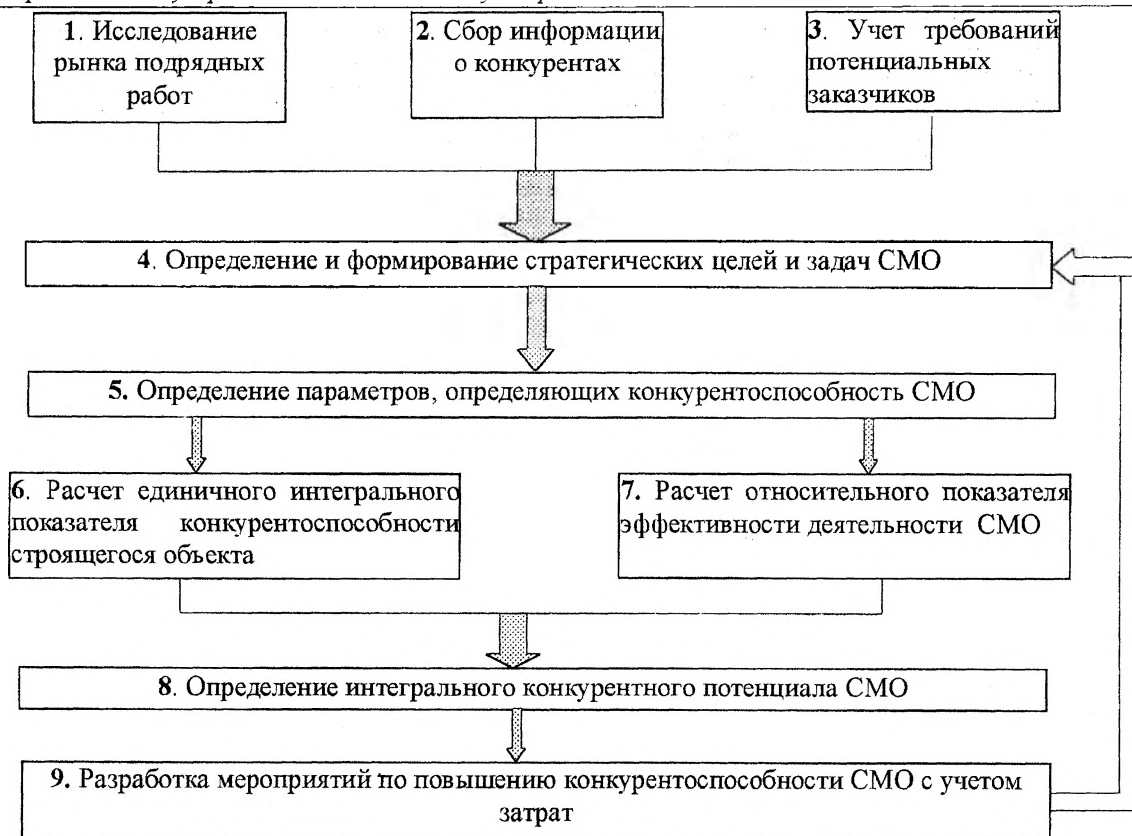 1. Исследование
рынка подрядных
работ
2. Сбор информации
о конкурентах
3. Учет требований
потенциальных
заказчиков
4. Определение и формирование стратегических целей и задач СМО
5. Определение параметров, определяющих конкурентоспособность СМО
6. Расчет единичного интегрального
показателя конкурентоспособности
строящегося объекта
7. Расчет относительного показателя
эффективности деятельности СМО
8. Определение интегрального конкурентного потенциала СМО
9. Разработка мероприятий по повышению конкурентоспособности СМО с учетом
затрат